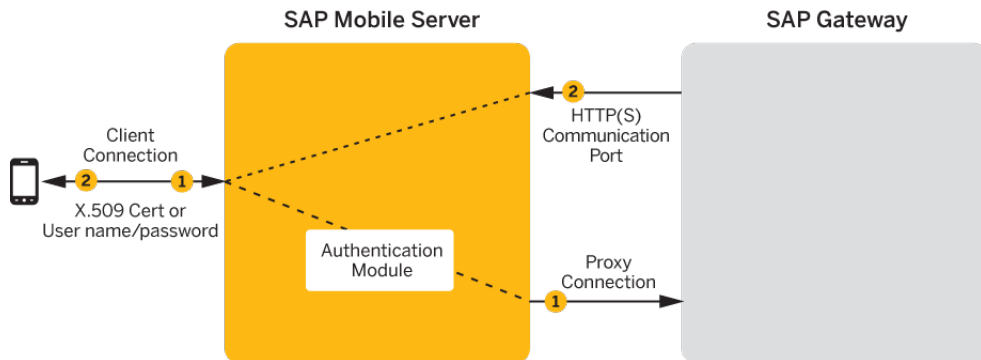 SAP Mobile Server
SAP Gateway
2
HTTP(S)
Communication
Port
Client
Connection
2
1
X.509 Cert or
User name/password
Authentication
Module
Proxy
Connection
1